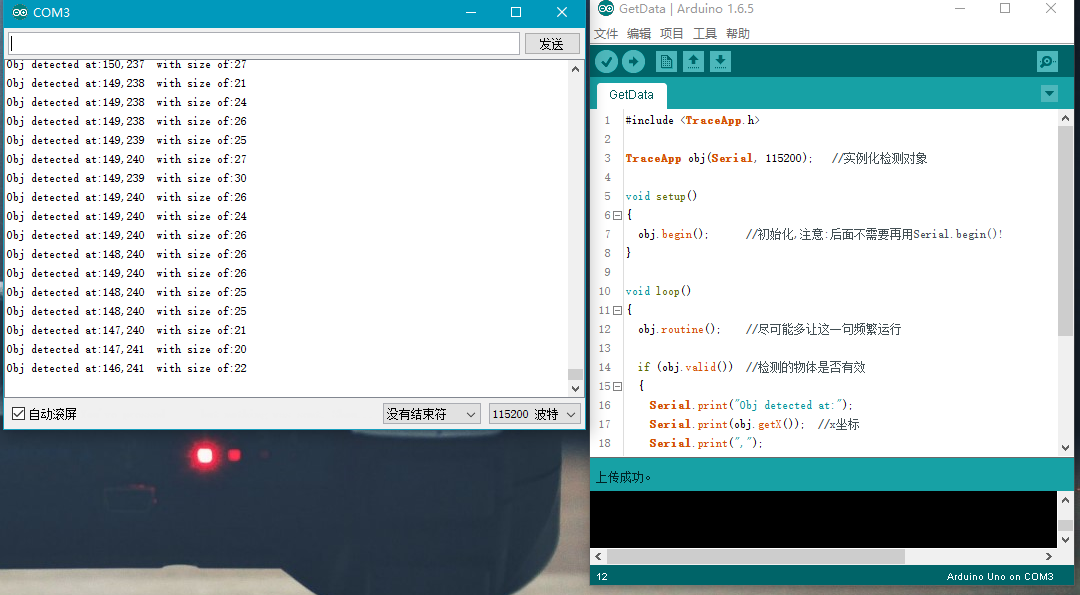 COM3
发送
Obj detected at:150,237  with size of:27
Obj detected at:149,238  with size of:21
Obj detected at:149,238  with size of:24
Obj detected at:149,238  with size of:26
Obj detected at:149,239  with size of:25
Obj detected at:149,240  with size of:27
Obj detected at:149,239  with size of:30
Obj detected at:149,240  with size of:26
Obj detected at:149,240  with size of:24
Obj detected at:149,240  with size of:26
Obj detected at:148,240  with size of:26
Obj detected at:149,240  with size of:26
Obj detected at:148,240  with size of:25
Obj detected at:148,240  with size of:25
Obj detected at:147,240  with size of:21
Obj detected at:147,241  with size of:20
Obj detected at:146,241  with size of:22
自动滚屏 没有结束符 115200 波特
GetData | Arduino 1.6.5
文件 编辑 项目 工具 帮助
GetData
1 #include <TraceApp.h>
2
3 TraceApp obj(Serial, 115200);   //实例化检测对象
4
5 void setup()
6 {
7   obj.begin();      //初始化,注意:后面不需要再用Serial.begin()!
8 }
9
10 void loop()
11 {
12   obj.routine();    //尽可能多让这一句频繁运行
13
14   if (obj.valid())  //检测的物体是否有效
15   {
16     Serial.print("Obj detected at:");
17     Serial.print(obj.getX());  //x坐标
18     Serial.print(",");
上传成功。
12 Arduino Uno on COM3